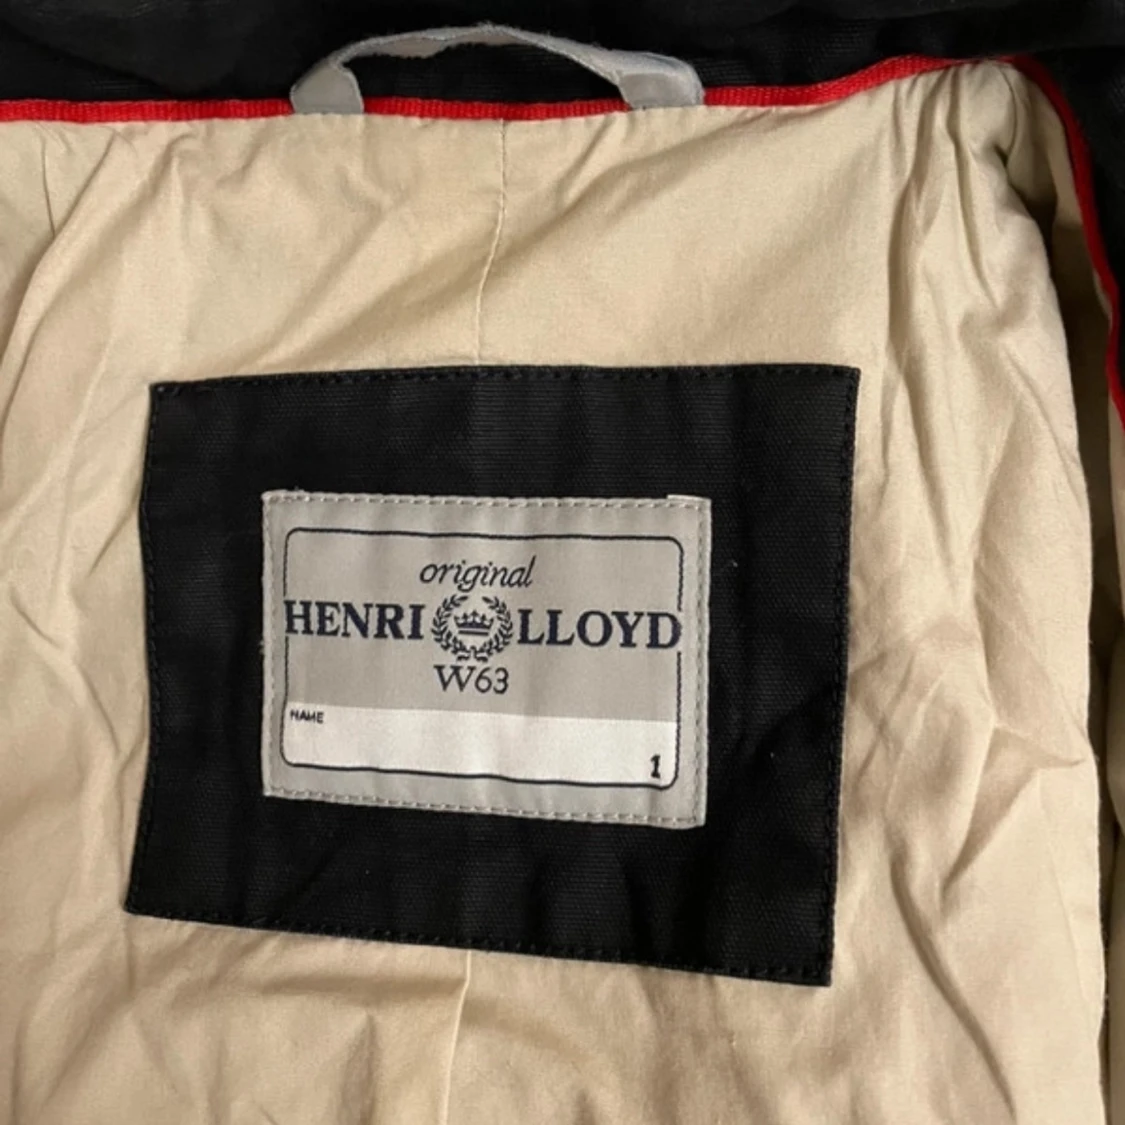 original
HENRI LLOYD
W63
NAME
1